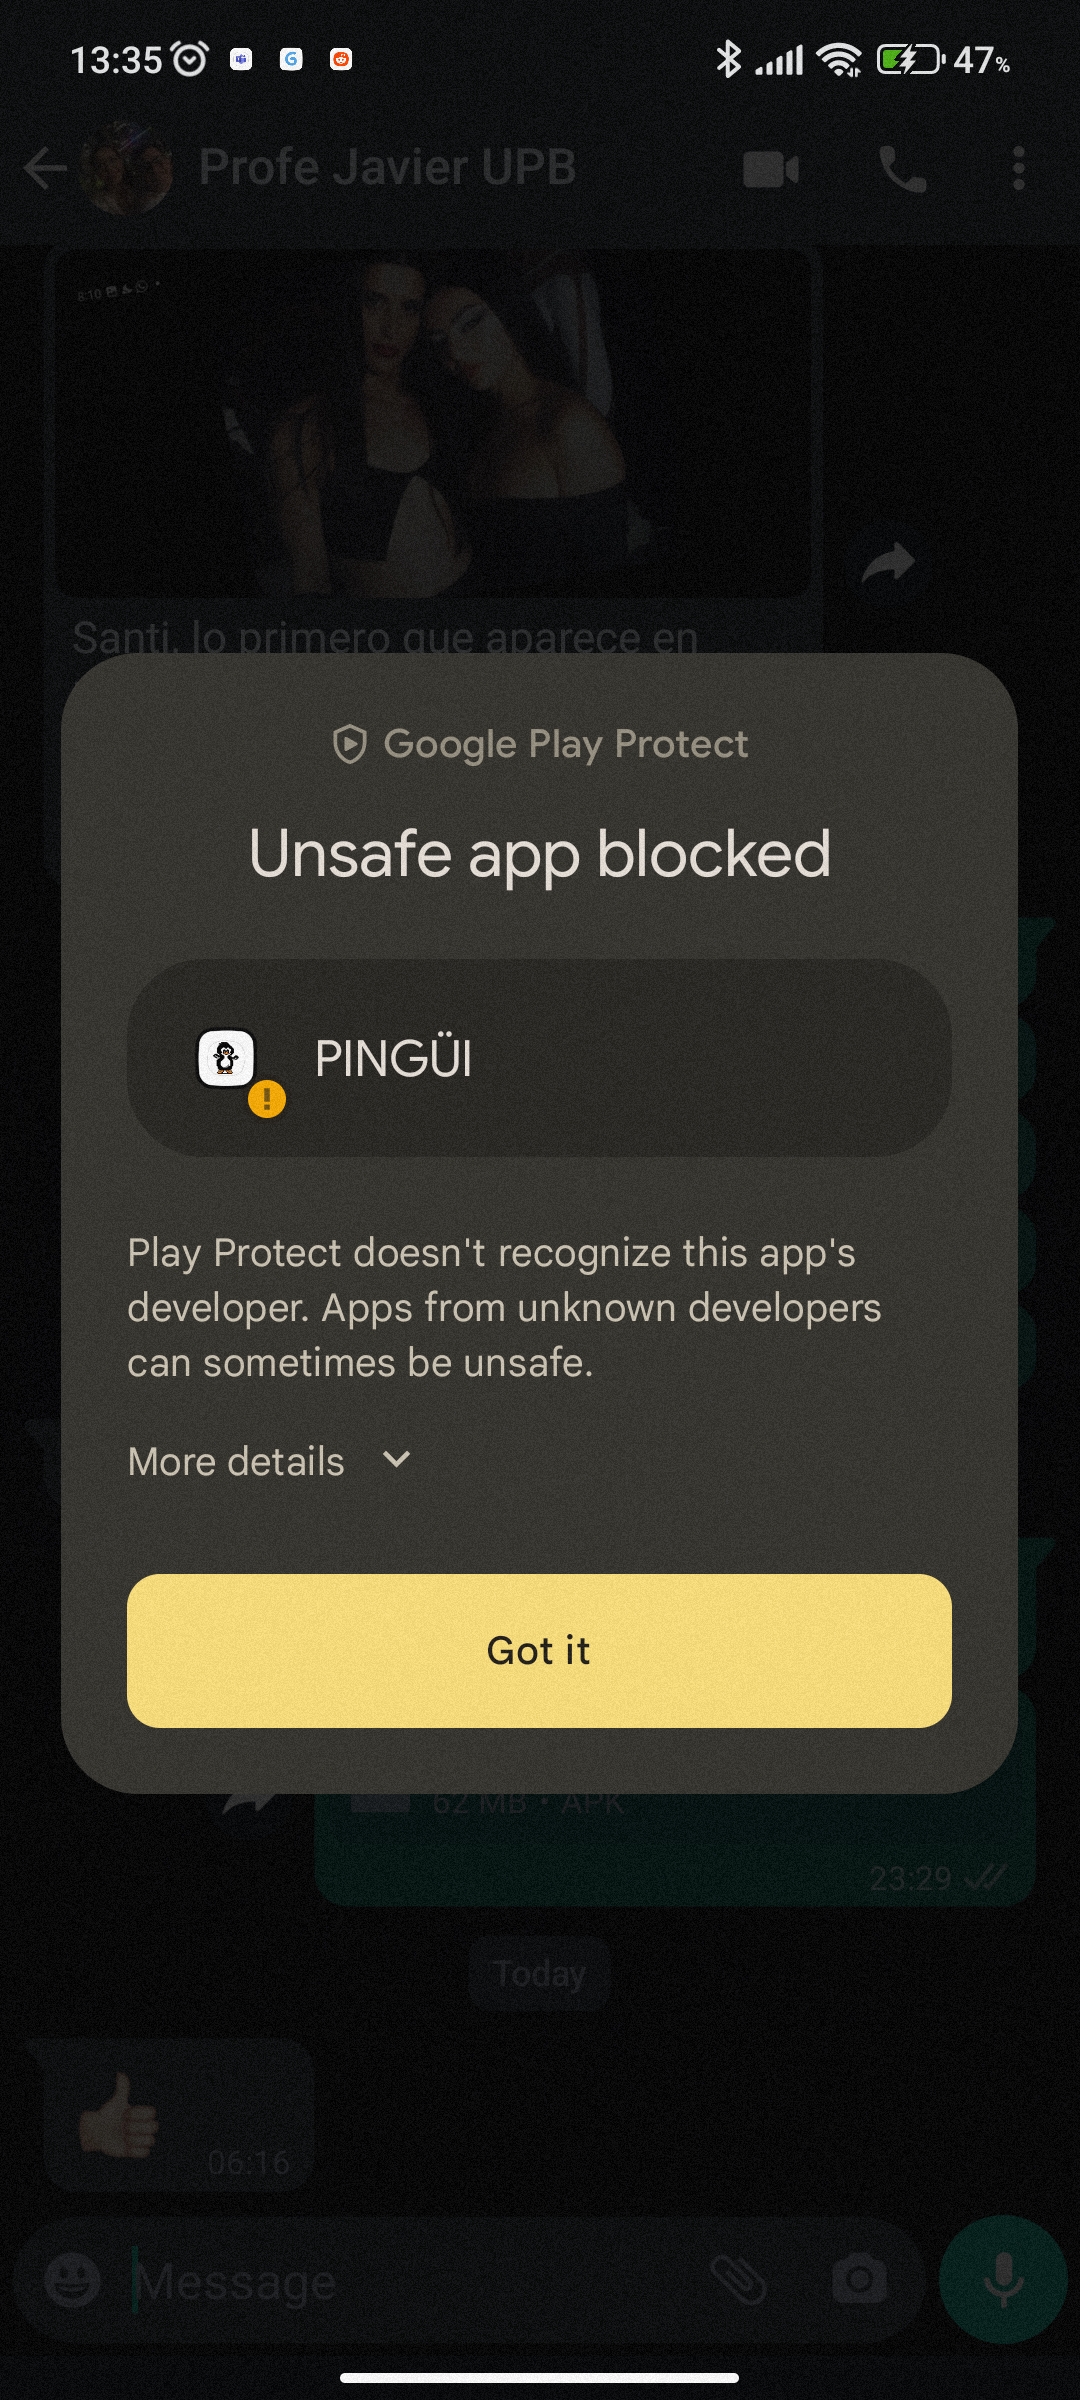 13:35 47%
Profe Javier UPB
8:10
Santi, lo primero que aparece en
Google Play Protect
Unsafe app blocked
PINGÜI
Play Protect doesn't recognize this app's
developer. Apps from unknown developers
can sometimes be unsafe.
More details
Got it
62 MB • APK
23:29
Today
06:16
Message